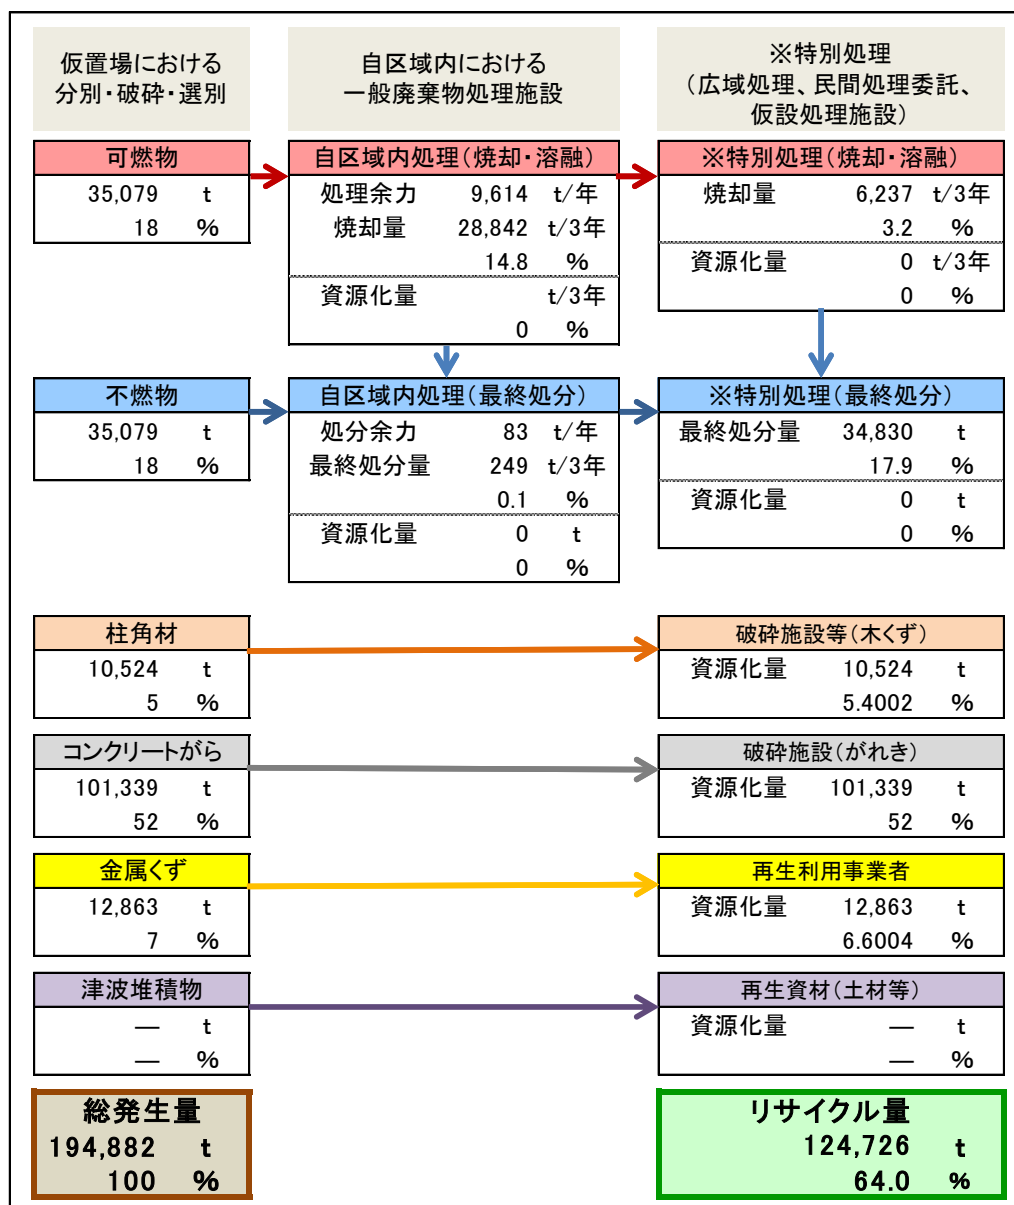 仮置場における
分別・破砕・選別
自区域内における
一般廃棄物処理施設
※特別処理
（広域処理、民間処理委託、
仮設処理施設）
可燃物
35,079 t
18 %
自区域内処理（焼却・溶融）
処理余力 9,614 t/年
焼却量 28,842 t/3年
14.8 %
資源化量 t/3年
0 %
※特別処理（焼却・溶融）
焼却量 6,237 t/3年
3.2 %
資源化量 0 t/3年
0 %
不燃物
35,079 t
18 %
自区域内処理（最終処分）
処分余力 83 t/年
最終処分量 249 t/3年
0.1 %
資源化量 0 t
0 %
※特別処理（最終処分）
最終処分量 34,830 t
17.9 %
資源化量 0 t
0 %
柱角材
10,524 t
5 %
破砕施設等（木くず）
資源化量 10,524 t
5.4002 %
コンクリートがら
101,339 t
52 %
破砕施設（がれき）
資源化量 101,339 t
52 %
金属くず
12,863 t
7 %
再生利用事業者
資源化量 12,863 t
6.6004 %
津波堆積物
― t
― %
再生資材（土材等）
資源化量 ― t
― %
総発生量
194,882 t
100 %
リサイクル量
124,726 t
64.0 %